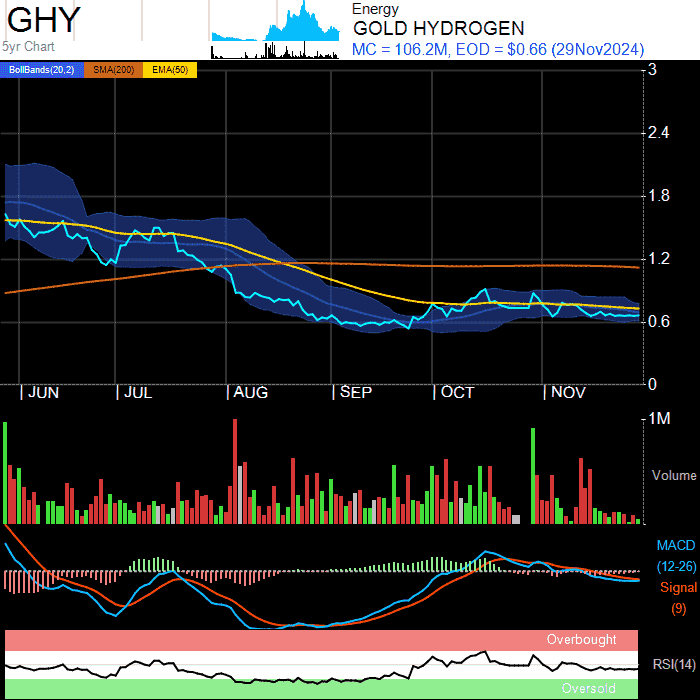 GHY
5yr Chart
Energy
GOLD HYDROGEN
MC = 106.2M, EOD = $0.66 (29Nov2024)
BollBands(20,2) SMA(200) EMA(50)
3
2.4
1.8
1.2
0.6
0
JUN JUL AUG SEP OCT NOV
1M
Volume
MACD
(12-26)
Signal
(9)
Overbought
RSI(14)
Oversold